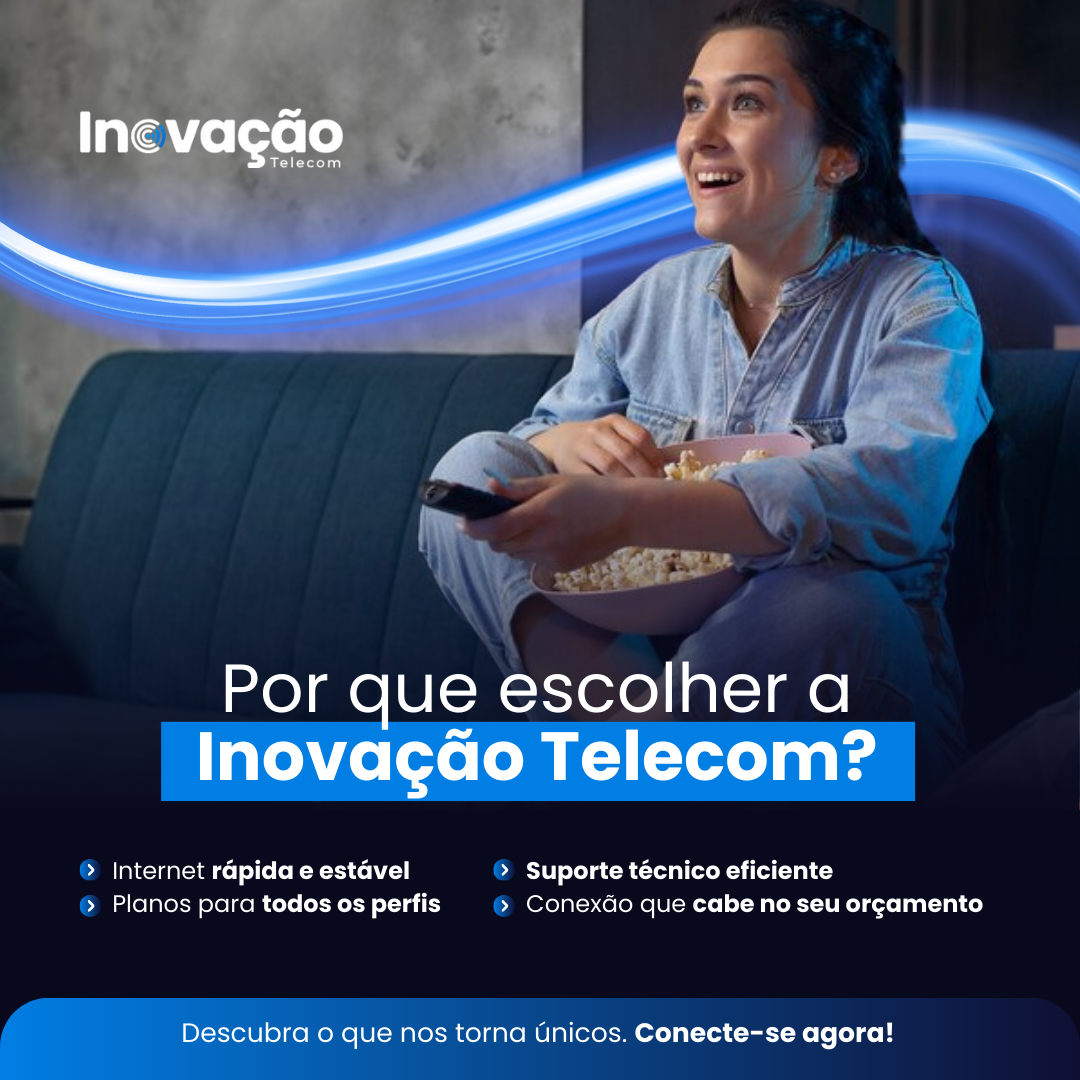 Inovação
Telecom
Por que escolher a
Inovação Telecom?
Internet rápida e estável
Planos para todos os perfis
Suporte técnico eficiente
Conexão que cabe no seu orçamento
Descubra o que nos torna únicos. Conecte-se agora!